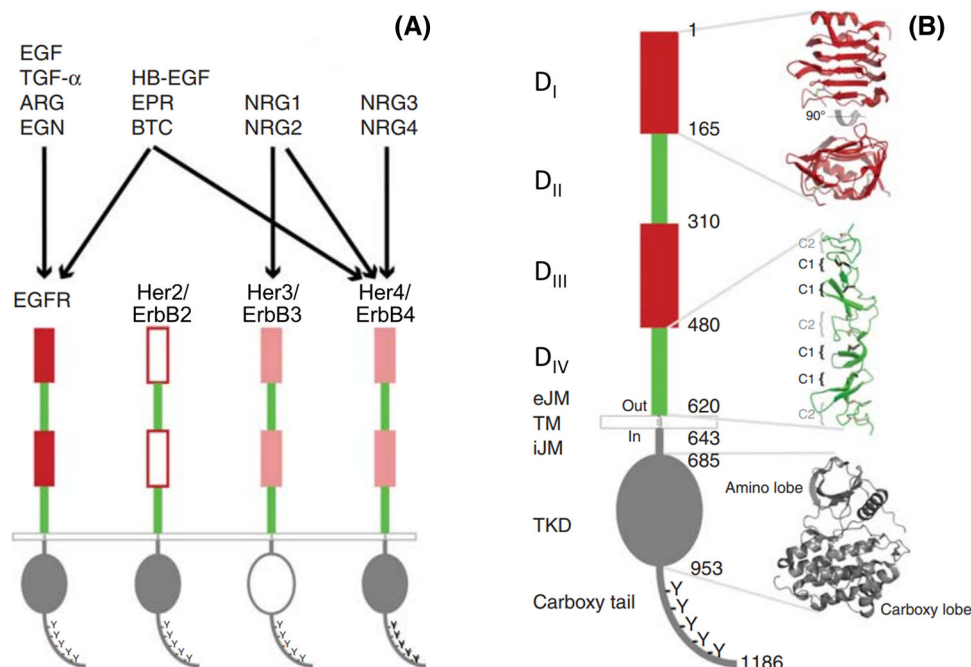 (A)
EGF
TGF-α
ARG
EGN
HB-EGF
EPR
BTC
NRG1
NRG2
NRG3
NRG4
EGFR
Her2/
ErbB2
Her3/
ErbB3
Her4/
ErbB4
Y Y Y Y Y
Y Y Y Y Y
Y Y Y Y Y
Y Y Y Y Y
(B)
1
DI
165
DII
310
DIII
480
DIV
eJM
Out
620
TM
In
643
iJM
685
TKD
953
Carboxy tail
Y Y Y Y Y
1186
90°
C2
C1
C1
C2
C1
C1
C2
Amino lobe
Carboxy lobe